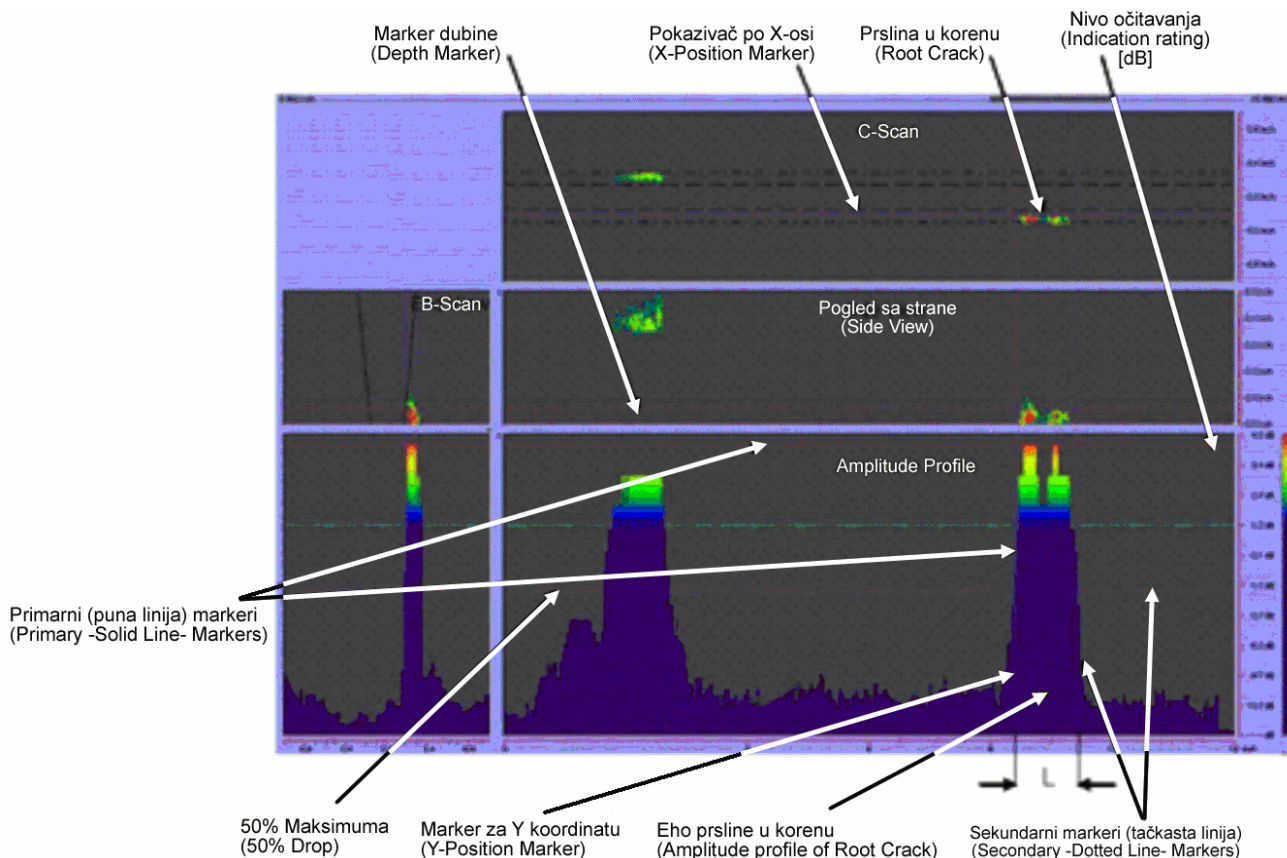 Marker dubine
(Depth Marker)
Pokazivač po X-osi
(X-Position Marker)
Prslina u korenu
(Root Crack)
Nivo očitavanja
(Indication rating)
[dB]
C-Scan
B-Scan
Pogled sa strane
(Side View)
Amplitude Profile
Primarni (puna linija) markeri
(Primary -Solid Line- Markers)
L
50% Maksimuma
(50% Drop)
Marker za Y koordinatu
(Y-Position Marker)
Eho prsline u korenu
(Amplitude profile of Root Crack)
Sekundarni markeri (tačkasta linija)
(Secondary -Dotted Line- Markers)